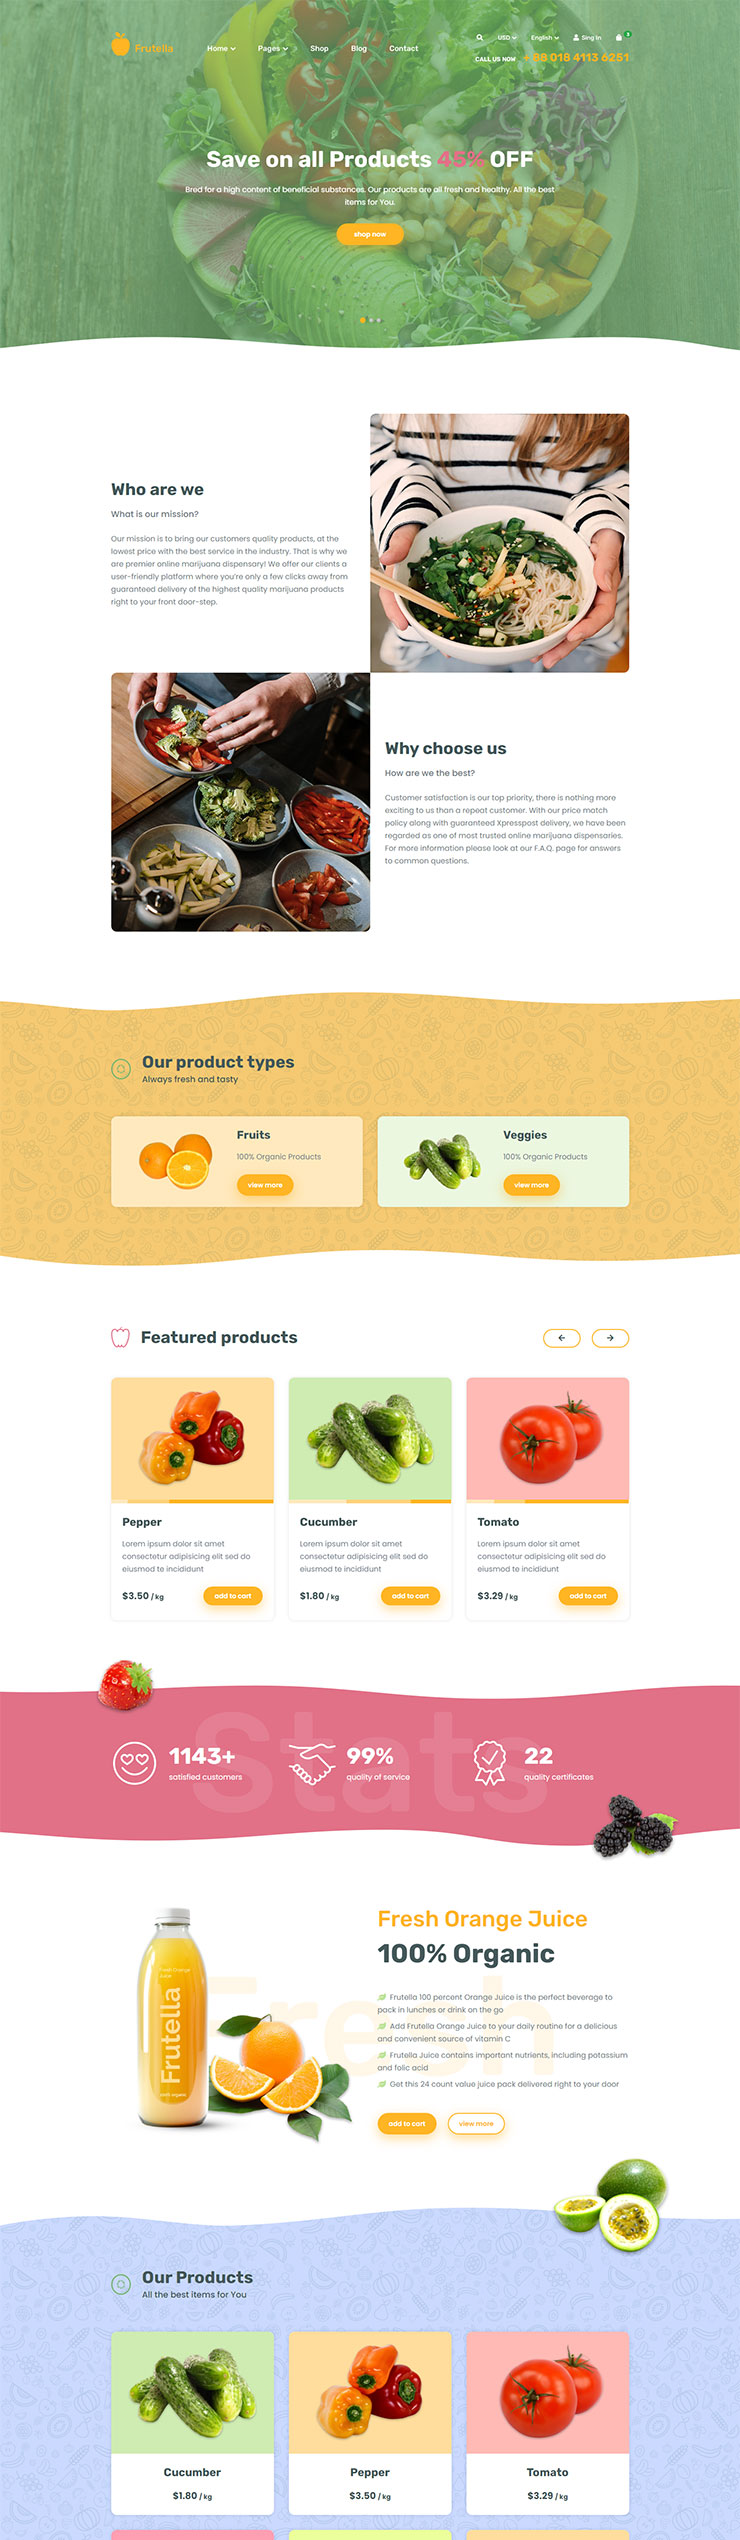 Frutella
Home
Pages
Shop
Blog
Contact
USD
English
Sing In
3
CALL US NOW + 88 018 4113 6251
Save on all Products 45% OFF
Bred for a high content of beneficial substances. Our products are all fresh and healthy. All the best
items for You.
shop now
Who are we
What is our mission?
Our mission is to bring our customers quality products, at the
lowest price with the best service in the industry. That is why we
are premier online marijuana dispensary! We offer our clients a
user-friendly platform where you're only a few clicks away from
guaranteed delivery of the highest quality marijuana products
right to your front door-step.
Why choose us
How are we the best?
Customer satisfaction is our top priority, there is nothing more
exciting to us than a repeat customer. With our price match
policy along with guaranteed Xpresspost delivery, we have been
regarded as one of most trusted online marijuana dispensaries.
For more information please look at our F.A.Q. page for answers
to common questions.
Our product types
Always fresh and tasty
Fruits
100% Organic Products
view more
Veggies
100% Organic Products
view more
Featured products
Pepper
Lorem ipsum dolor sit amet
consectetur adipisicing elit sed do
eiusmod te incididunt
$3.50 / kg
add to cart
Cucumber
Lorem ipsum dolor sit amet
consectetur adipisicing elit sed do
eiusmod te incididunt
$1.80 / kg
add to cart
Tomato
Lorem ipsum dolor sit amet
consectetur adipisicing elit sed do
eiusmod te incididunt
$3.29 / kg
add to cart
Stats
1143+
satisfied customers
99%
quality of service
22
quality certificates
Fresh
Fresh Orange
Juice
Frutella
100% organic
Fresh Orange Juice
100% Organic
Frutella 100 percent Orange Juice is the perfect beverage to
pack in lunches or drink on the go
Add Frutella Orange Juice to your daily routine for a delicious
and convenient source of vitamin C
Frutella Juice contains important nutrients, including potassium
and folic acid
Get this 24 count value juice pack delivered right to your door
add to cart
view more
Our Products
All the best items for You
Cucumber
$1.80 / kg
Pepper
$3.50 / kg
Tomato
$3.29 / kg